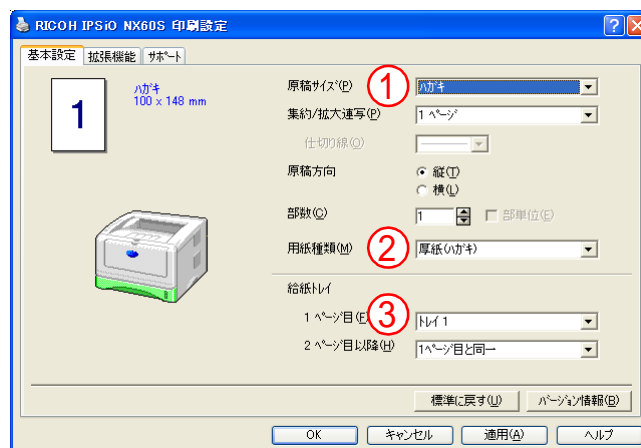 RICOH IPSiO NX60S 印刷設定
基本設定 拡張機能 ｻﾎﾟｰﾄ
1
ﾊｶﾞｷ
100 x 148 mm
原稿ｻｲｽﾞ(P) ① ﾊｶﾞｷ
集約/拡大連写(P) 1 ﾍﾟｰｼﾞ
仕切り線(O)
原稿方向 縦(T)
横(L)
部数(C) 1 部単位(E)
用紙種類(M) ② 厚紙(ﾊｶﾞｷ)
給紙ﾄﾚｲ
1 ﾍﾟｰｼﾞ目(F) ③ ﾄﾚｲ 1
2 ﾍﾟｰｼﾞ目以降(H) 1ﾍﾟｰｼﾞ目と同一
標準に戻す(U) ﾊﾞｰｼﾞｮﾝ情報(B)
OK ｷｬﾝｾﾙ 適用(A) ﾍﾙﾌﾟ